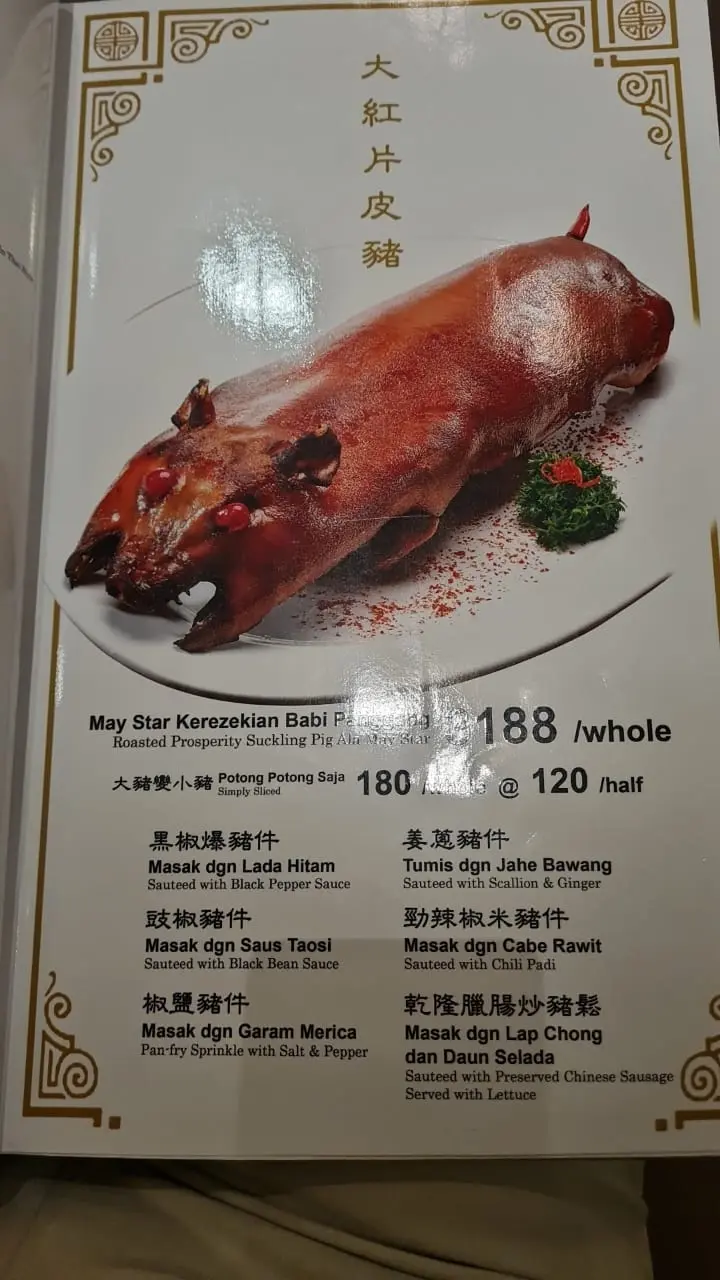 大紅片皮豬
May Star Kerezekian Babi Panggang 188 /whole
Roasted Prosperity Suckling Pig Ala May Star
大豬變小豬 Potong Potong Saja 180 @ 120 /half
Simply Sliced
黑椒爆豬件
Masak dgn Lada Hitam
Sauteed with Black Pepper Sauce
姜蔥豬件
Tumis dgn Jahe Bawang
Sauteed with Scallion & Ginger
豉椒豬件
Masak dgn Saus Taosi
Sauteed with Black Bean Sauce
勁辣椒米豬件
Masak dgn Cabe Rawit
Sauteed with Chili Padi
椒鹽豬件
Masak dgn Garam Merica
Pan-fry Sprinkle with Salt & Pepper
乾隆臘腸炒豬鬆
Masak dgn Lap Chong
dan Daun Selada
Sauteed with Preserved Chinese Sausage
Served with Lettuce